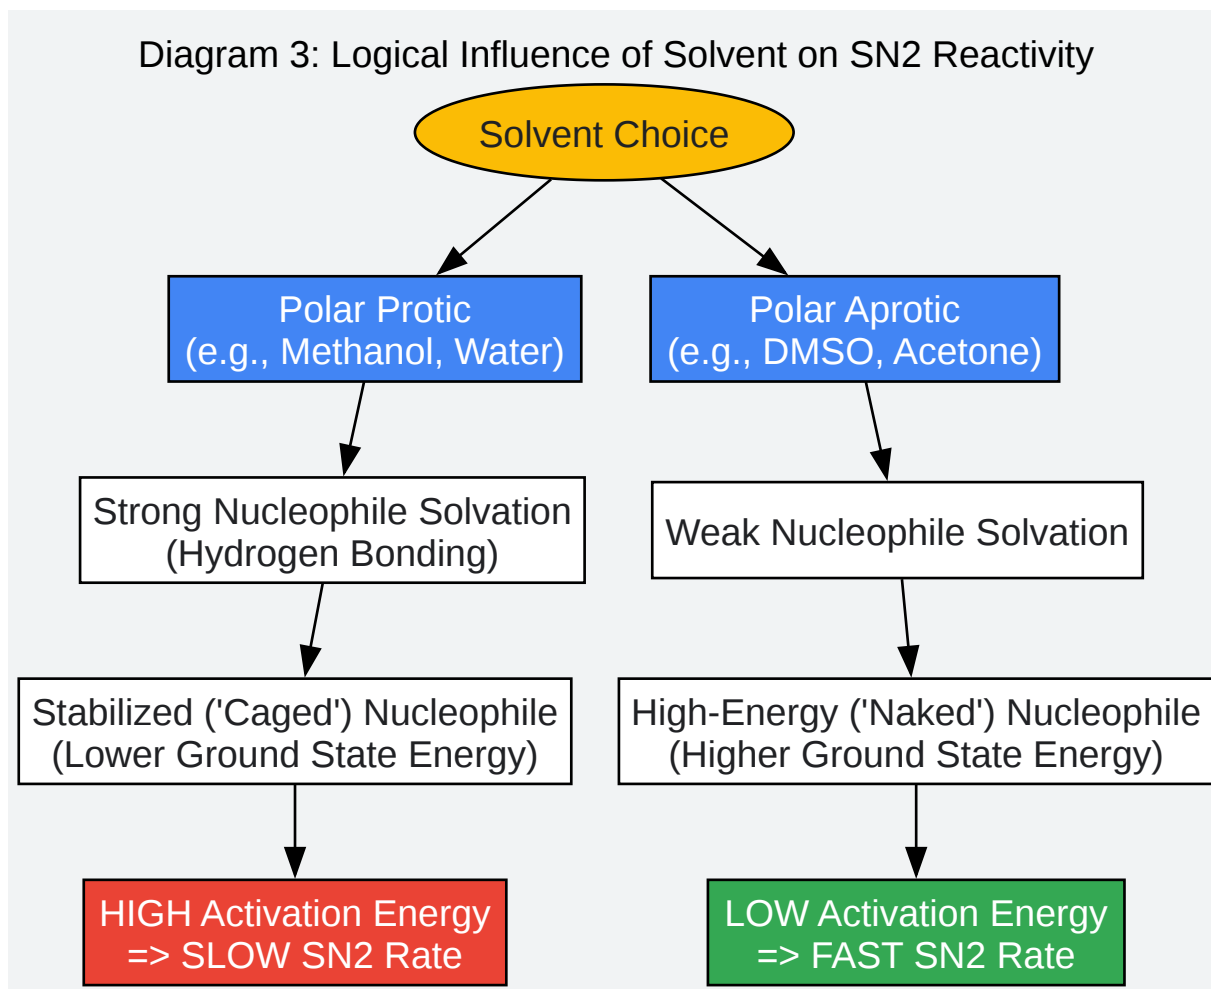 Diagram 3: Logical Influence of Solvent on SN2 Reactivity
Solvent Choice
Polar Protic
(e.g., Methanol, Water)
Polar Aprotic
(e.g., DMSO, Acetone)
Strong Nucleophile Solvation
(Hydrogen Bonding)
Weak Nucleophile Solvation
Stabilized ('Caged') Nucleophile
(Lower Ground State Energy)
High-Energy ('Naked') Nucleophile
(Higher Ground State Energy)
HIGH Activation Energy
=> SLOW SN2 Rate
LOW Activation Energy
=> FAST SN2 Rate